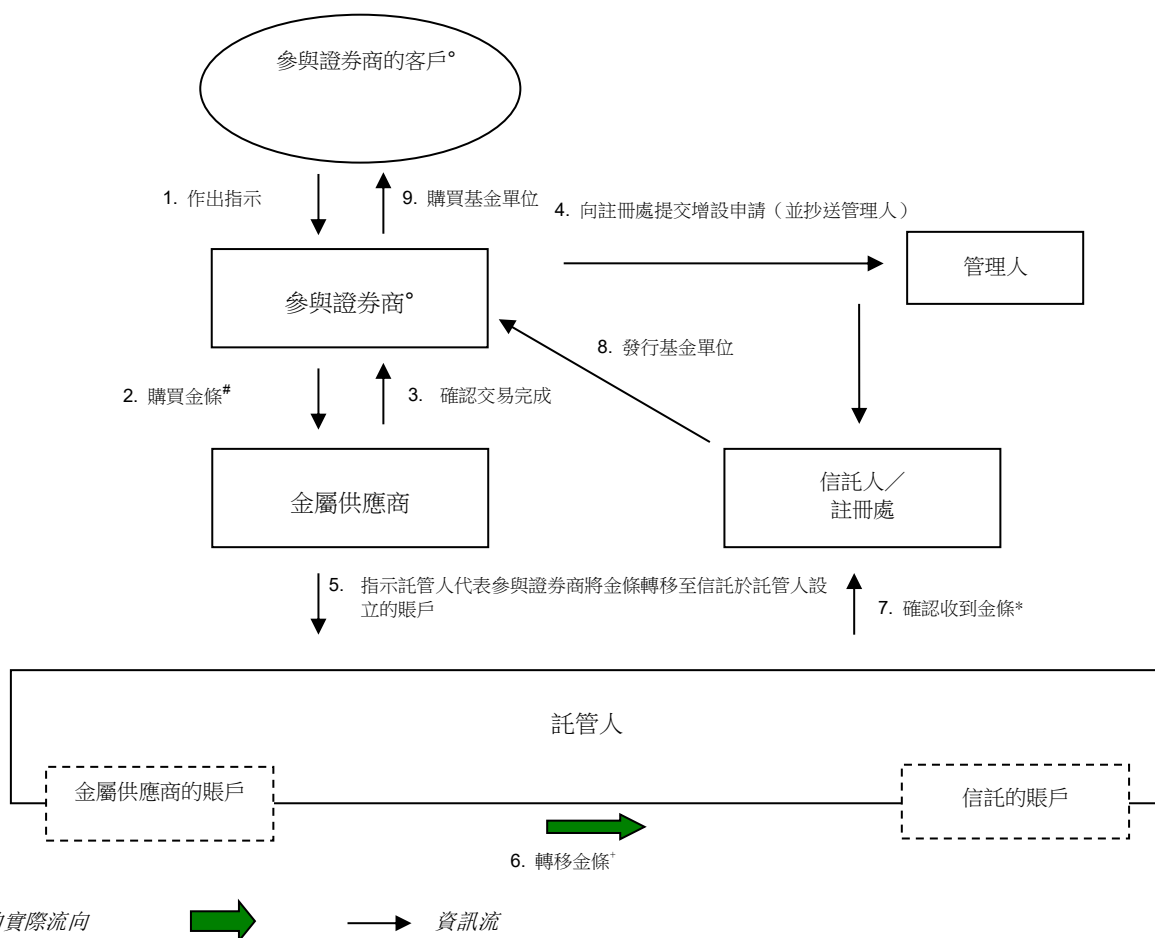 參與證券商的客戶°
1. 作出指示
9. 購買基金單位
4. 向註冊處提交增設申請（並抄送管理人）
管理人
參與證券商°
8. 發行基金單位
2. 購買金條#
3. 確認交易完成
金屬供應商
信託人／
註冊處
5. 指示託管人代表參與證券商將金條轉移至信託於託管人設
立的賬戶
7. 確認收到金條*
託管人
金屬供應商的賬戶
信託的賬戶
6. 轉移金條+
實際流向
資訊流